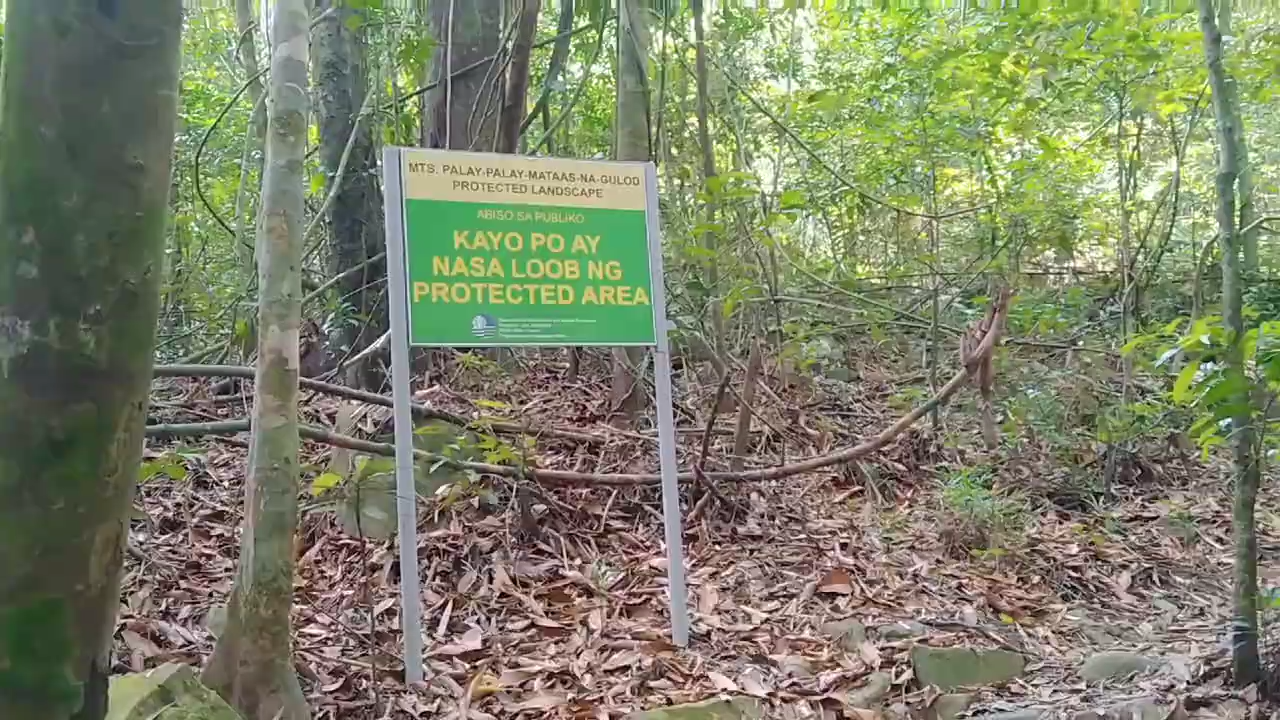 MTS. PALAY-PALAY-MATAAS-NA-GULOD
PROTECTED LANDSCAPE
ABISO SA PUBLIKO
KAYO PO AY
NASA LOOB NG
PROTECTED AREA